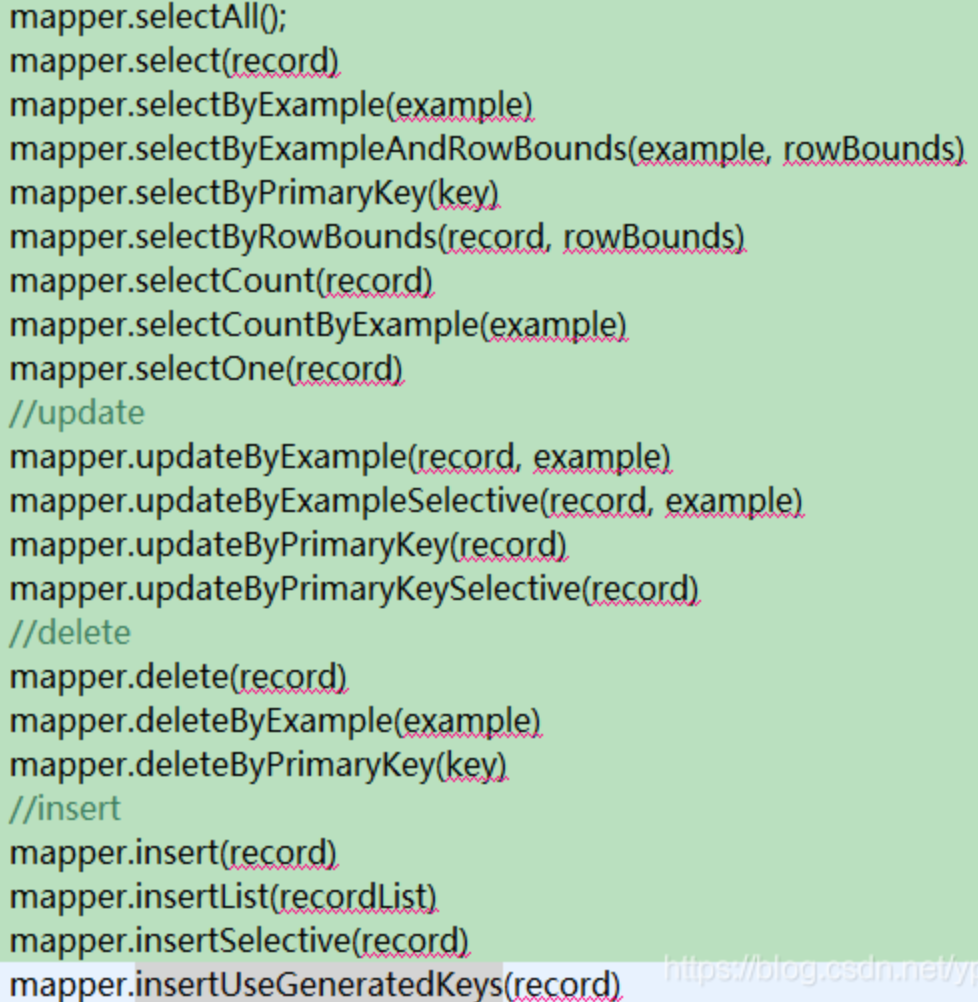 mapper.selectAll();
mapper.select(record)
mapper.selectByExample(example)
mapper.selectByExampleAndRowBounds(example, rowBounds)
mapper.selectByPrimaryKey(key)
mapper.selectByRowBounds(record, rowBounds)
mapper.selectCount(record)
mapper.selectCountByExample(example)
mapper.selectOne(record)
//update
mapper.updateByExample(record, example)
mapper.updateByExampleSelective(record, example)
mapper.updateByPrimaryKey(record)
mapper.updateByPrimaryKeySelective(record)
//delete
mapper.delete(record)
mapper.deleteByExample(example)
mapper.deleteByPrimaryKey(key)
//insert
mapper.insert(record)
mapper.insertList(recordList)
mapper.insertSelective(record)
https://blog.csdn.net/yg
mapper.insertUseGeneratedKeys(record)